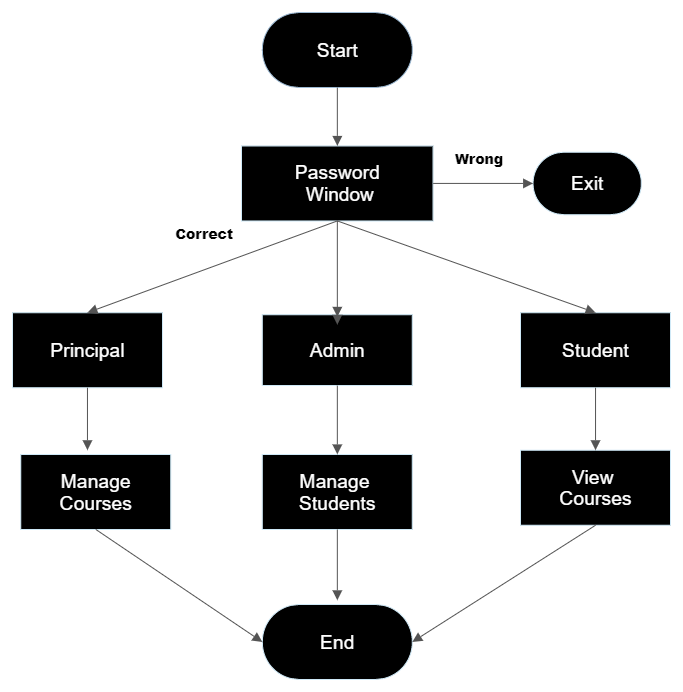 Start
Password
Window
Wrong
Exit
Correct
Principal
Admin
Student
Manage
Courses
Manage
Students
View
Courses
End